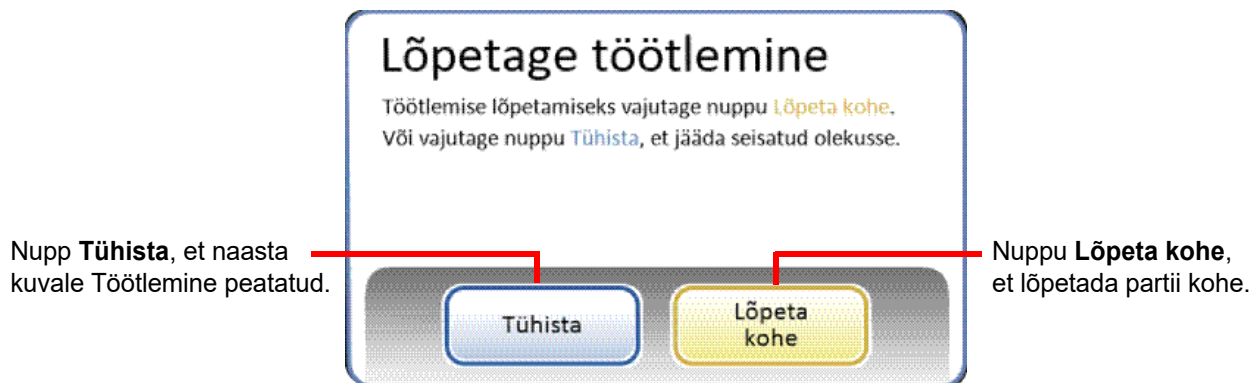 Lõpetage töötlemine
Töötlemise lõpetamiseks vajutage nuppu Lõpeta kohe.
Või vajutage nuppu Tühista, et jääda seisatud olekusse.
Nupp Tühista, et naasta
kuvale Töötlemine peatatud.
Nuppu Lõpeta kohe,
et lõpetada partii kohe.
Tühista
Lõpeta
kohe